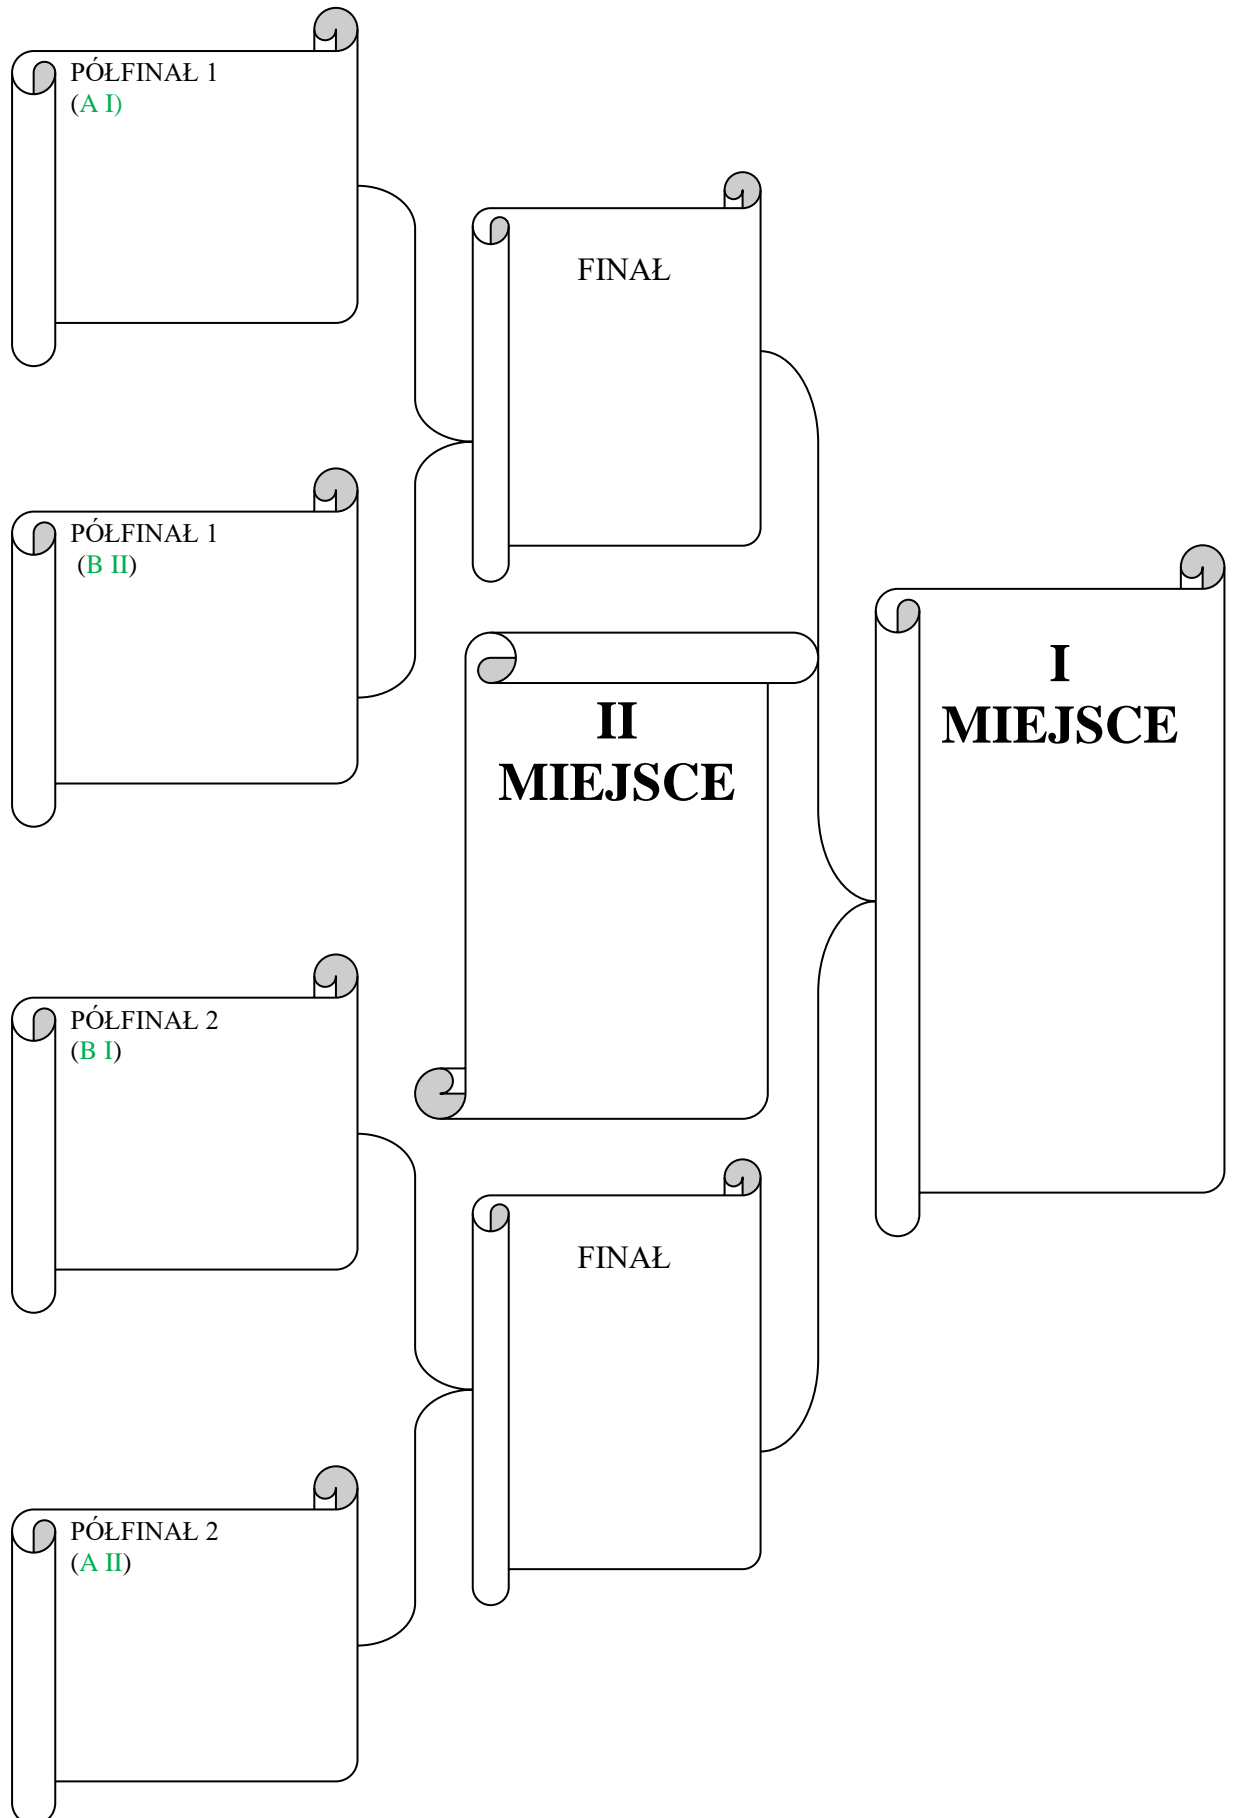 PÓŁFINAŁ 1
(A I)
PÓŁFINAŁ 1
(B II)
PÓŁFINAŁ 2
(B I)
PÓŁFINAŁ 2
(A II)
FINAŁ
II
MIEJSCE
FINAŁ
I
MIEJSCE